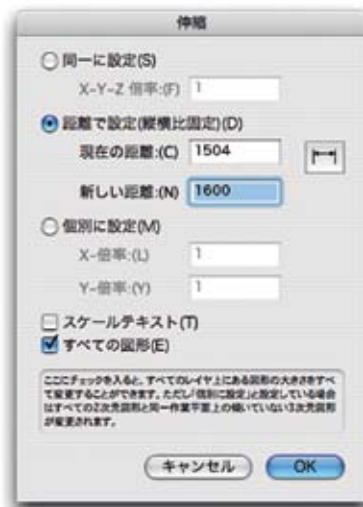 伸縮
同一に設定(S)
X-Y-Z 倍率:(F) 1
距離で設定(縦横比固定)(D)
現在の距離:(C) 1504
新しい距離:(N) 1600
個別に設定(M)
X-倍率:(L) 1
Y-倍率:(Y) 1
スケールテキスト(T)
すべての図形(E)
ここにチェックを入ると、すべてのレイヤ上にある図形の大きさをすべ
て変更することができます。ただし「個別に設定」と設定している場合
はすべての2次元図形と同一作業平面上の傾いていない3次元図形
が変更されます。
キャンセル OK